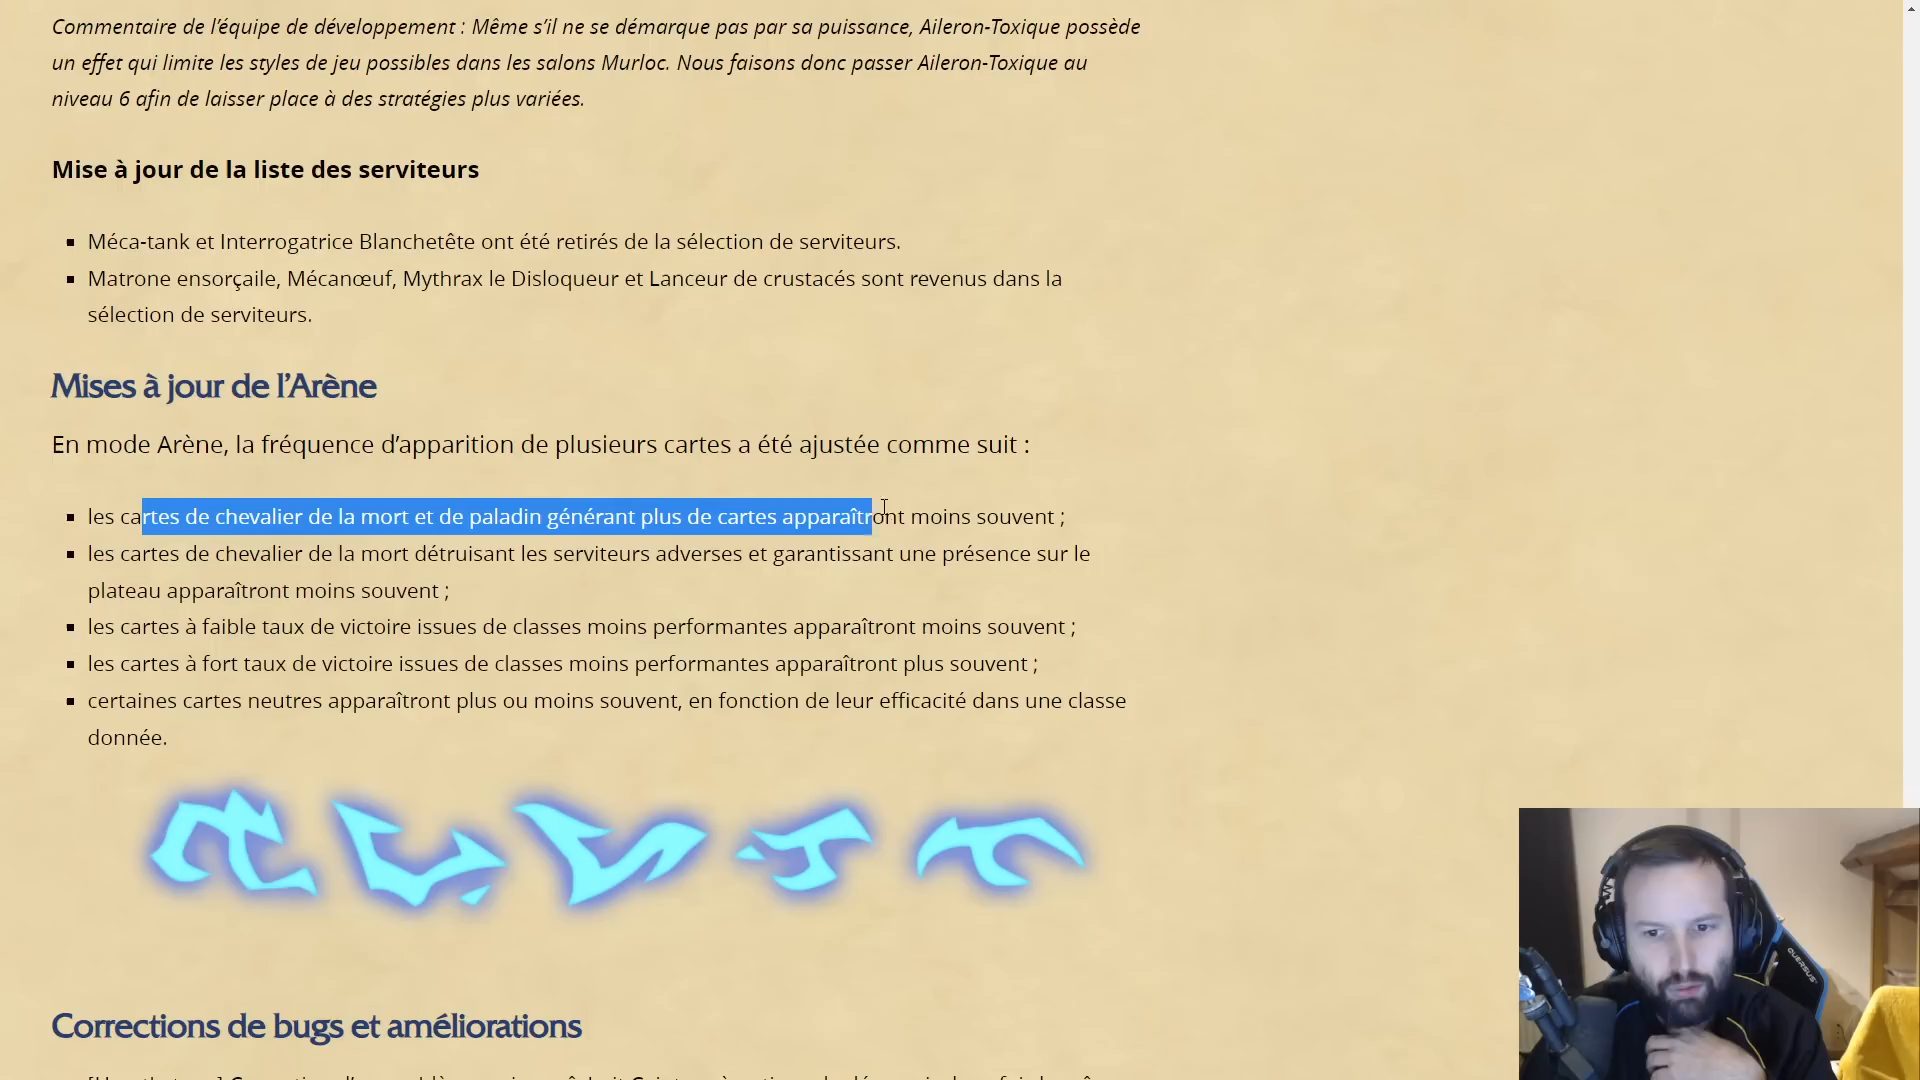 Commentaire de l’équipe de développement : Même s’il ne se démarque pas par sa puissance, Aileron-Toxique possède
un effet qui limite les styles de jeu possibles dans les salons Murloc. Nous faisons donc passer Aileron-Toxique au
niveau 6 afin de laisser place à des stratégies plus variées.
Mise à jour de la liste des serviteurs
▪ Méca-tank et Interrogatrice Blanchetête ont été retirés de la sélection de serviteurs.
▪ Matrone ensorçaile, Mécanœuf, Mythrax le Disloqueur et Lanceur de crustacés sont revenus dans la
sélection de serviteurs.
Mises à jour de l’Arène
En mode Arène, la fréquence d’apparition de plusieurs cartes a été ajustée comme suit :
▪ les cartes de chevalier de la mort et de paladin générant plus de cartes apparaîtront moins souvent ;
▪ les cartes de chevalier de la mort détruisant les serviteurs adverses et garantissant une présence sur le
plateau apparaîtront moins souvent ;
▪ les cartes à faible taux de victoire issues de classes moins performantes apparaîtront moins souvent ;
▪ les cartes à fort taux de victoire issues de classes moins performantes apparaîtront plus souvent ;
▪ certaines cartes neutres apparaîtront plus ou moins souvent, en fonction de leur efficacité dans une classe
donnée.
QUERSUS
Corrections de bugs et améliorations